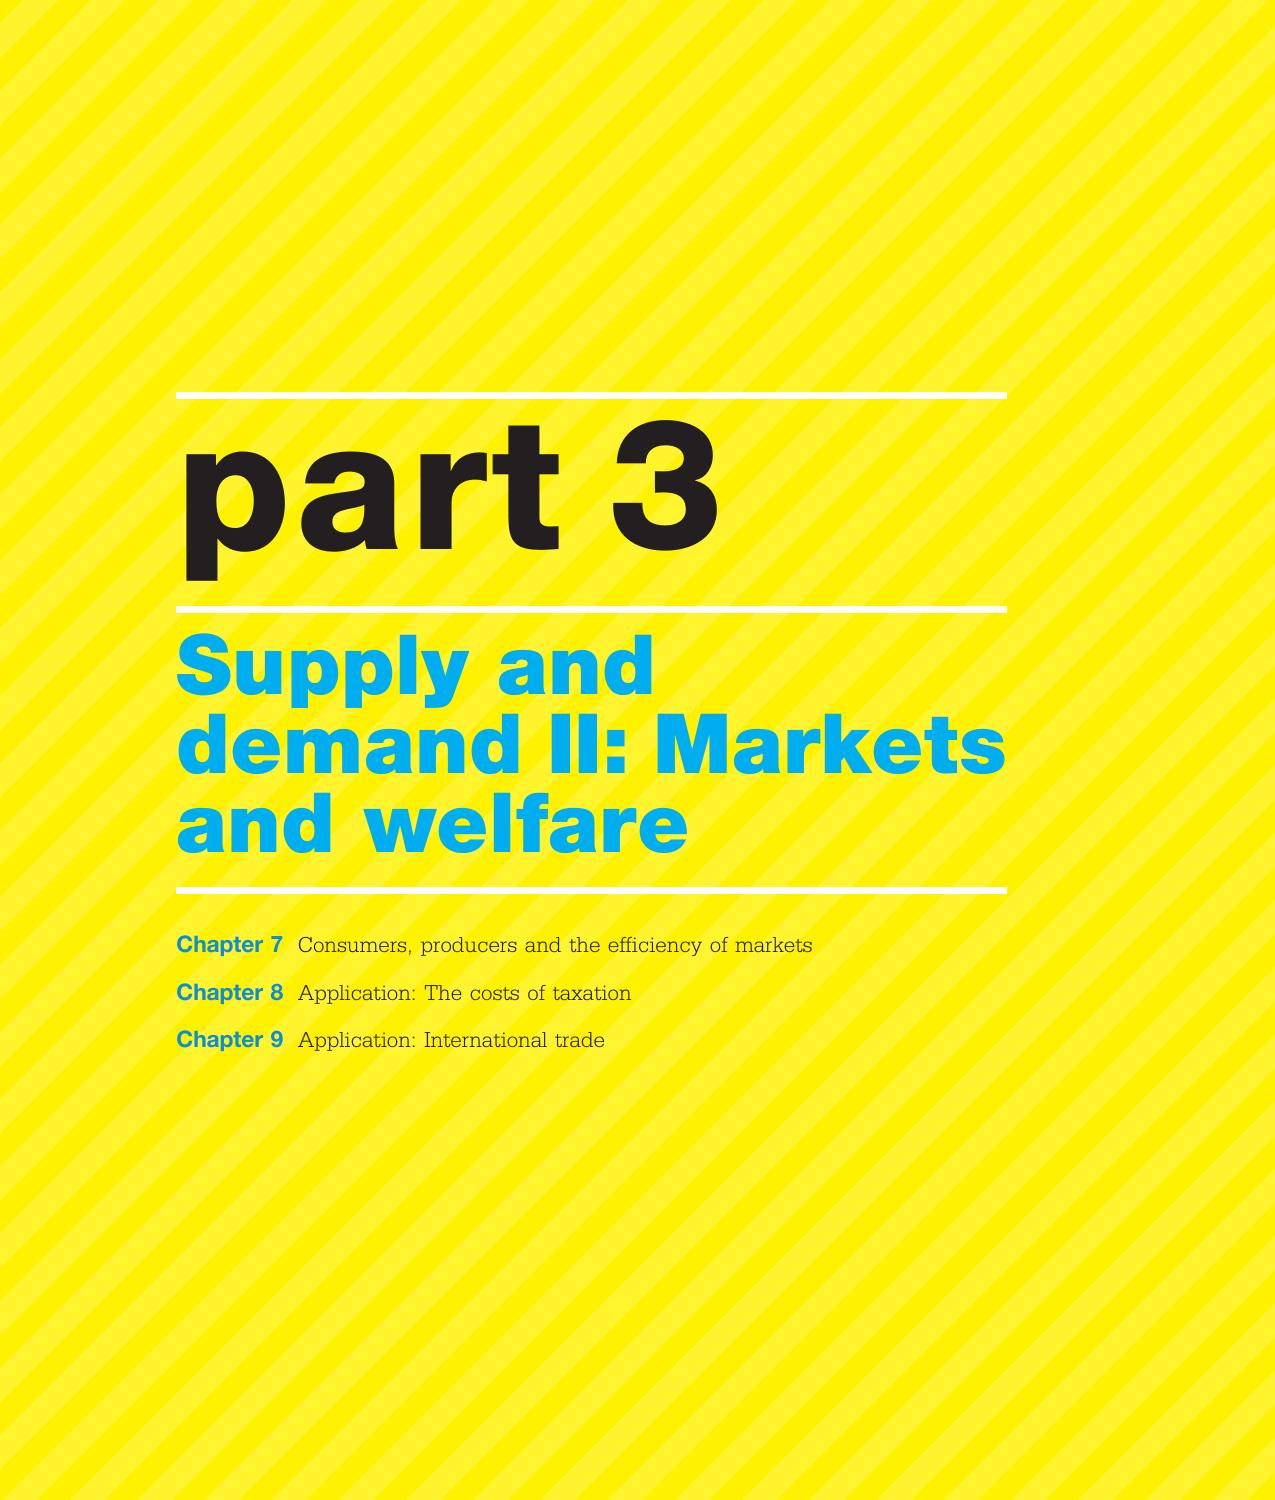 part 3
Supply and
demand II: Markets
and welfare
Chapter 7 Consumers, producers and the efficiency of markets
Chapter 8 Application: The costs of taxation
Chapter 9 Application: International trade